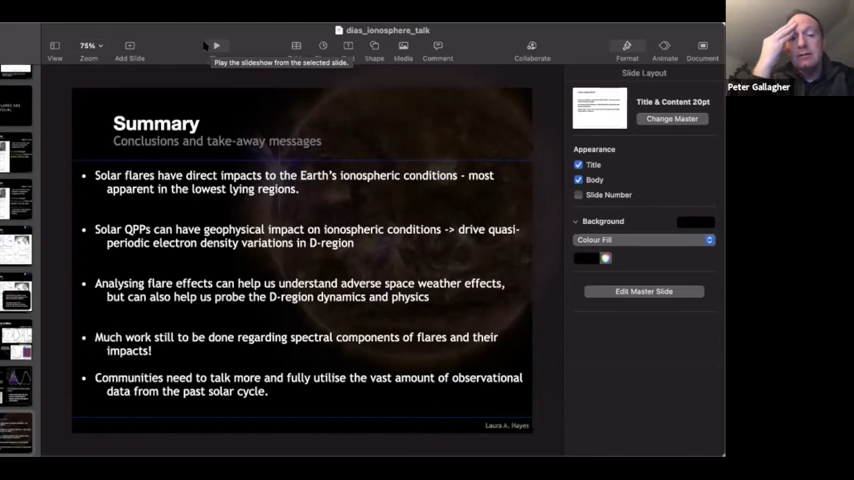 dias_ionosphere_talk
75%
View
Zoom
Add Slide
Play the slideshow from the selected slide.
Shape
Media
Comment
Collaborate
Format
Animate
Document
Peter Gallagher
Slide Layout
Title & Content 20pt
Change Master
Appearance
Title
Body
Slide Number
Background
Colour Fill
Edit Master Slide
Summary
Conclusions and take-away messages
• Solar flares have direct impacts to the Earth's ionospheric conditions - most
apparent in the lowest lying regions.
• Solar QPPs can have geophysical impact on ionospheric conditions -> drive quasi-
periodic electron density variations in D-region
• Analysing flare effects can help us understand adverse space weather effects,
but can also help us probe the D-region dynamics and physics
• Much work still to be done regarding spectral components of flares and their
impacts!
• Communities need to talk more and fully utilise the vast amount of observational
data from the past solar cycle.
Laura A. Hayes